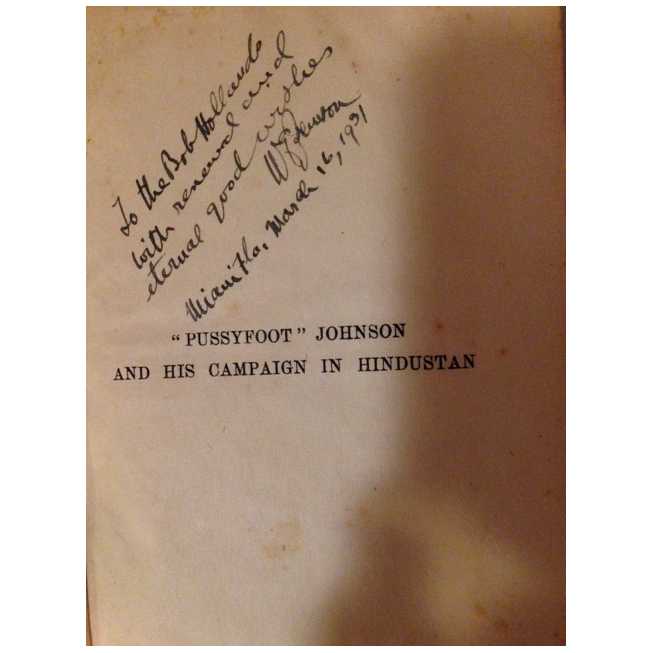 To the Bob Hollands
with renewed and
eternal good wishes
W E Johnson
Miami Fla, March 16, 1931
“PUSSYFOOT” JOHNSON
AND HIS CAMPAIGN IN HINDUSTAN